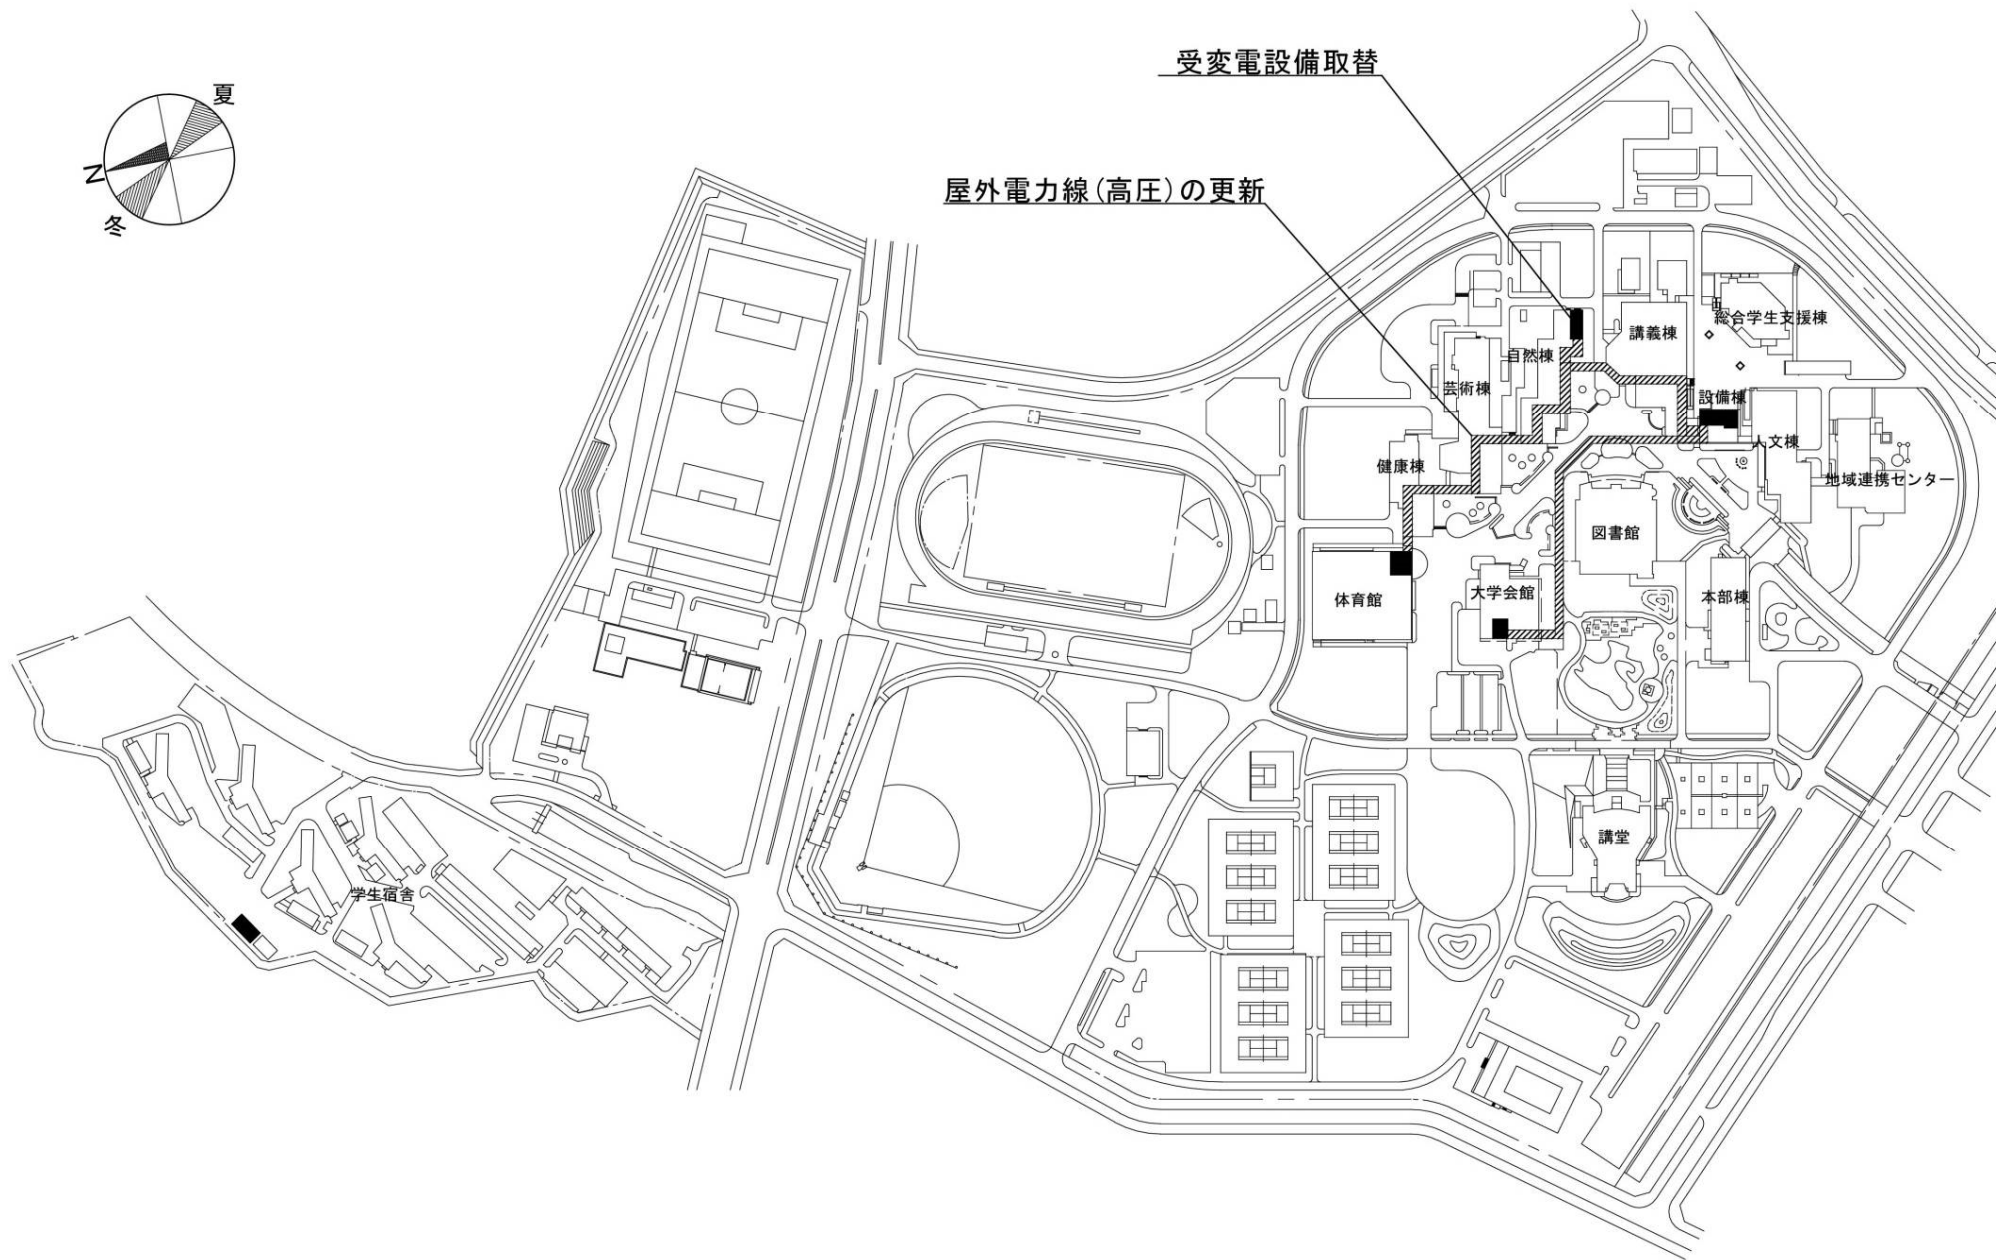 受変電設備取替
夏
N
冬
屋外電力線(高圧)の更新
総合学生支援棟
講義棟
自然棟
芸術棟
設備棟
人文棟
健康棟
地域連携センター
図書館
体育館
大学会館
本部棟
講堂
学生宿舎